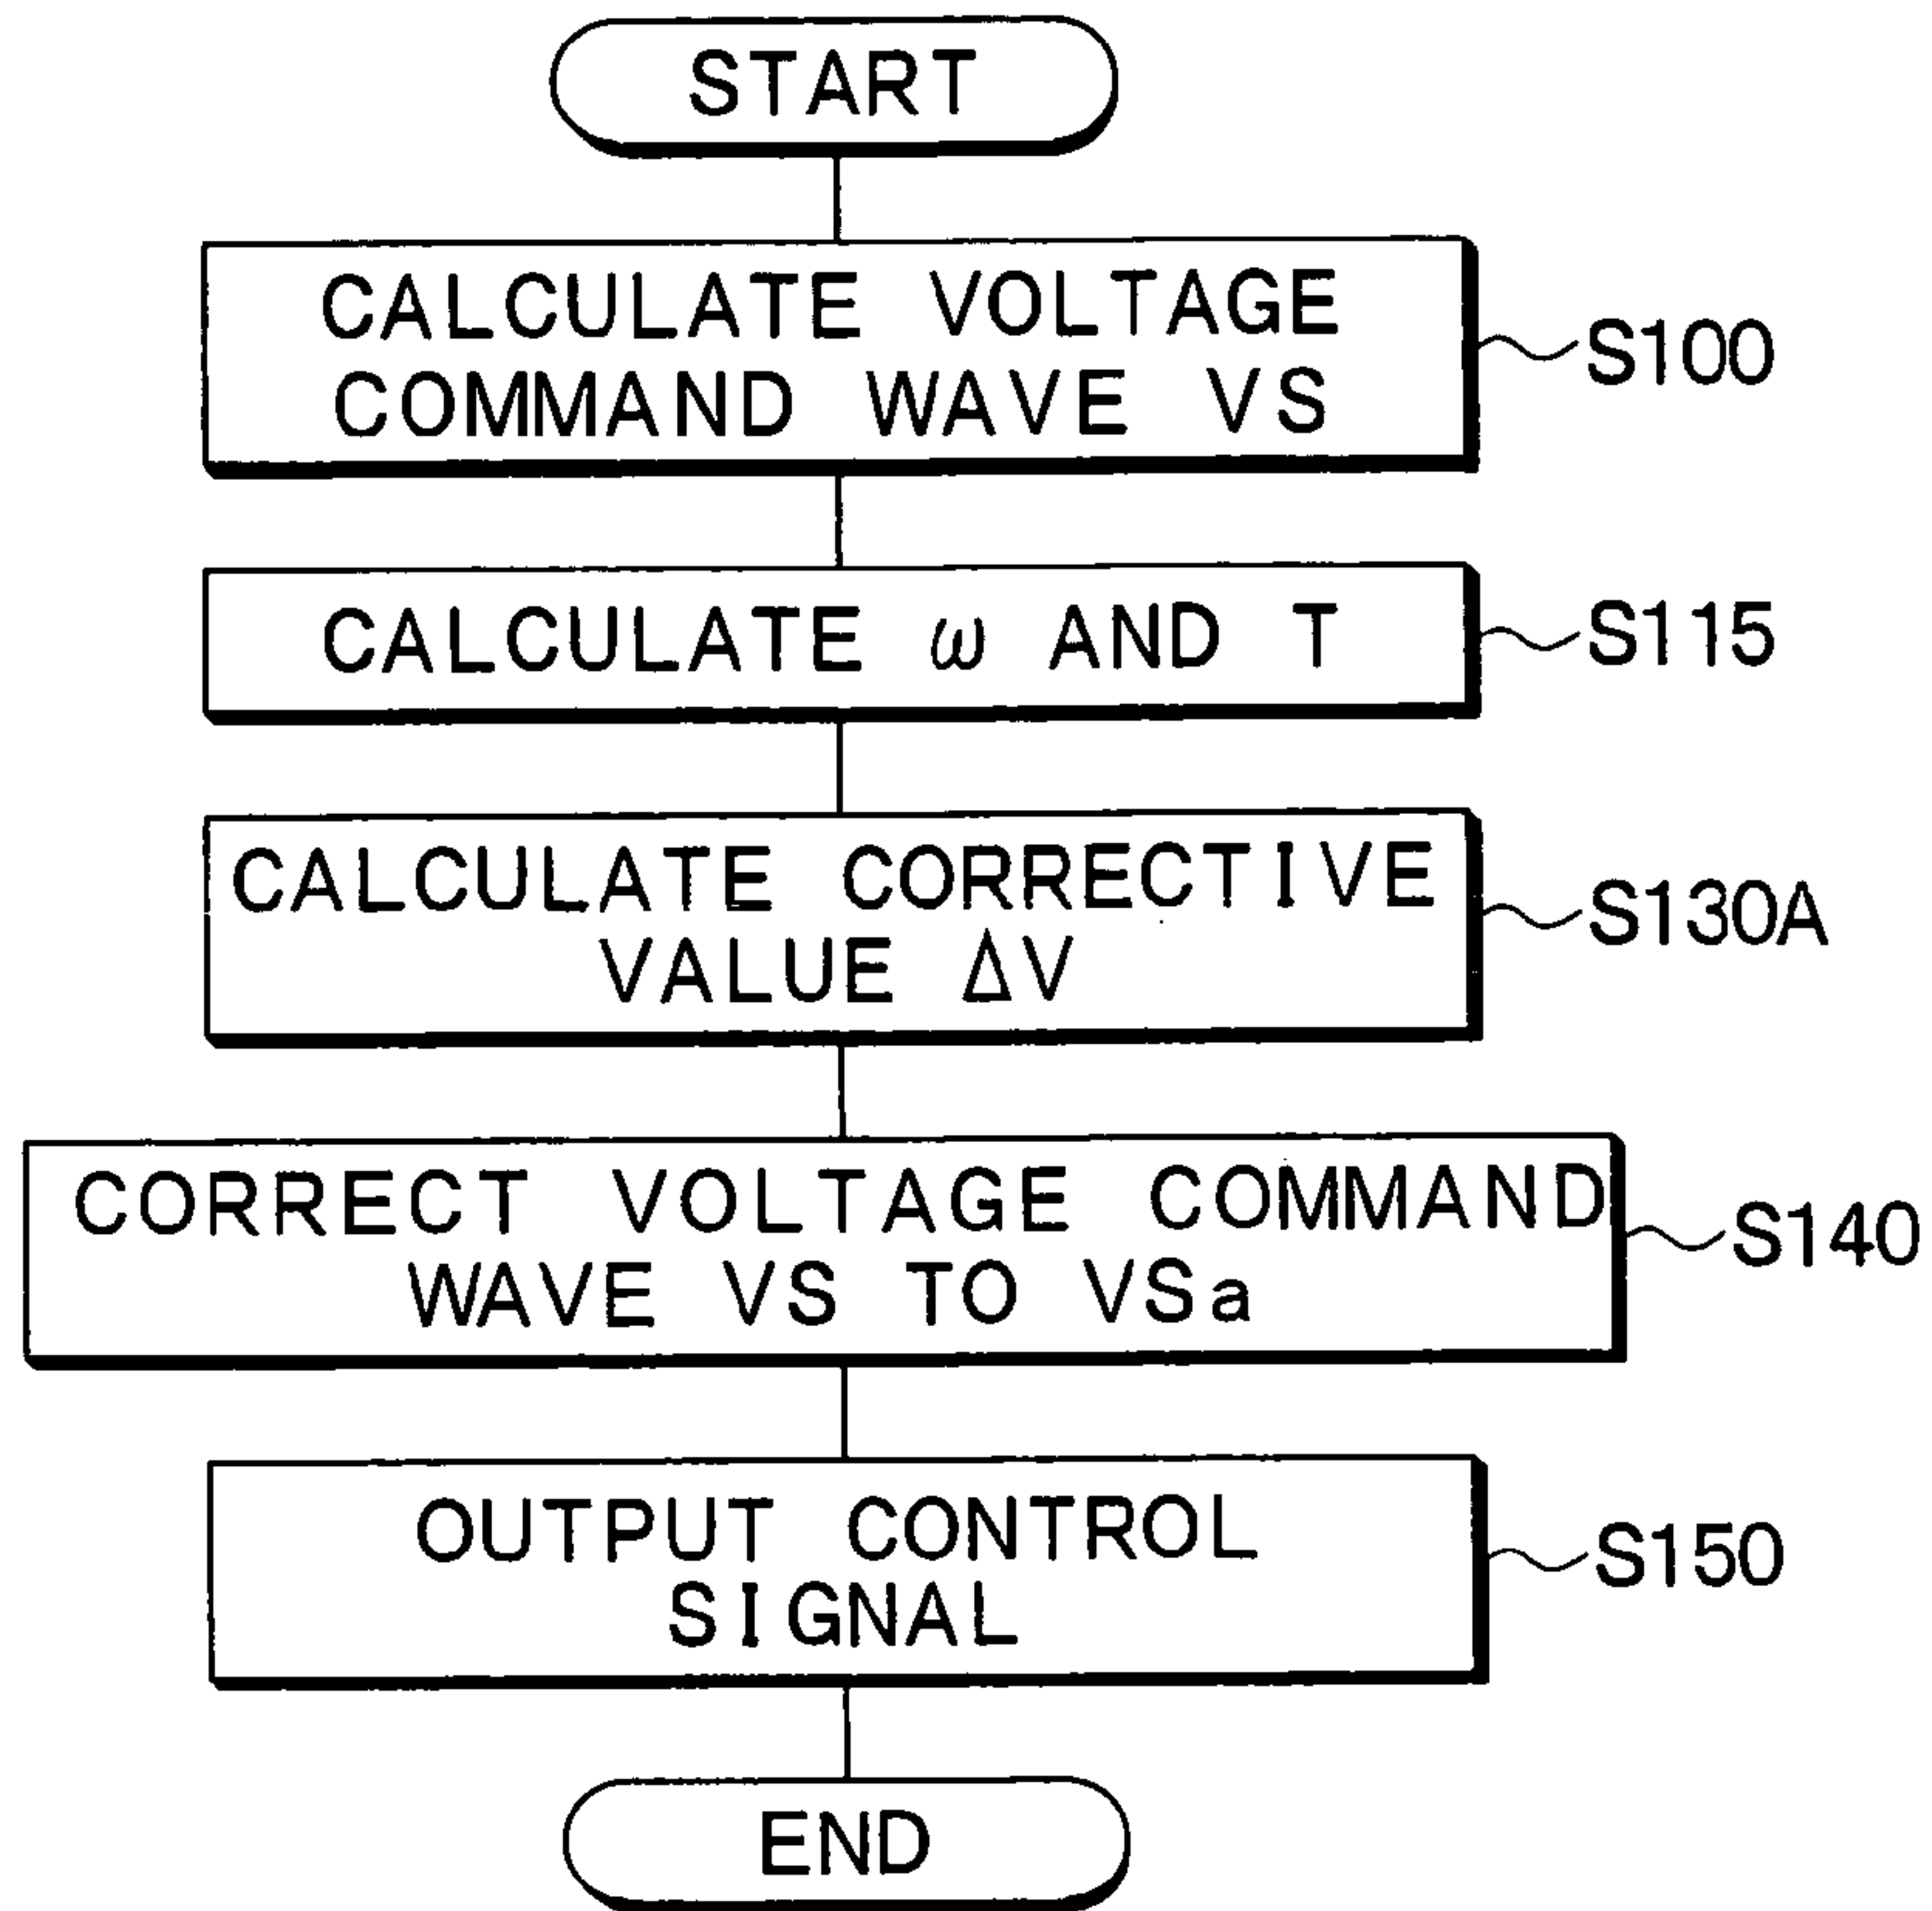 START
CALCULATE VOLTAGE
COMMAND WAVE VS
S100
CALCULATE ω AND T
S115
CALCULATE CORRECTIVE
VALUE ΔV
S130A
CORRECT VOLTAGE COMMAND
WAVE VS TO VSa
S140
OUTPUT CONTROL
SIGNAL
S150
END